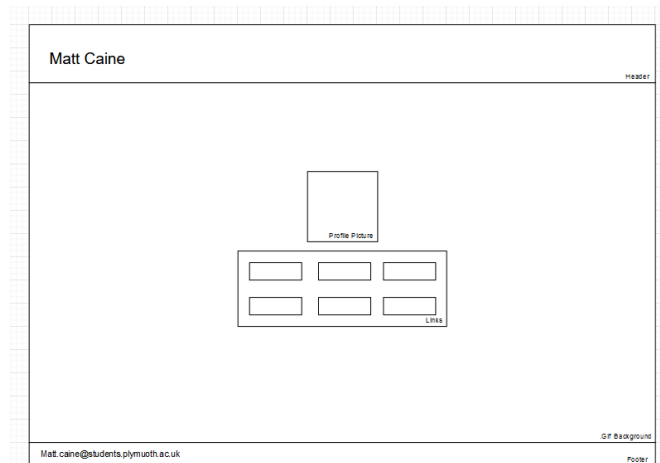 Matt Caine
Header
Profile Picture
Links
.Gif Background
Matt.caine@students.plymuoth.ac.uk
Footer